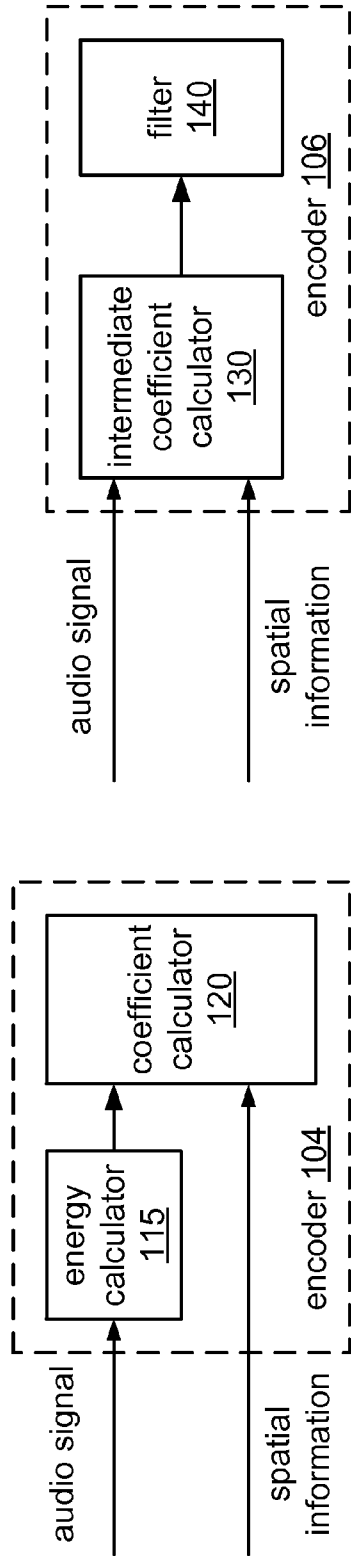 audio signal
energy
calculator
115
coefficient
calculator
120
spatial
information
encoder 104
audio signal
intermediate
coefficient
calculator
130
filter
140
spatial
information
encoder 106